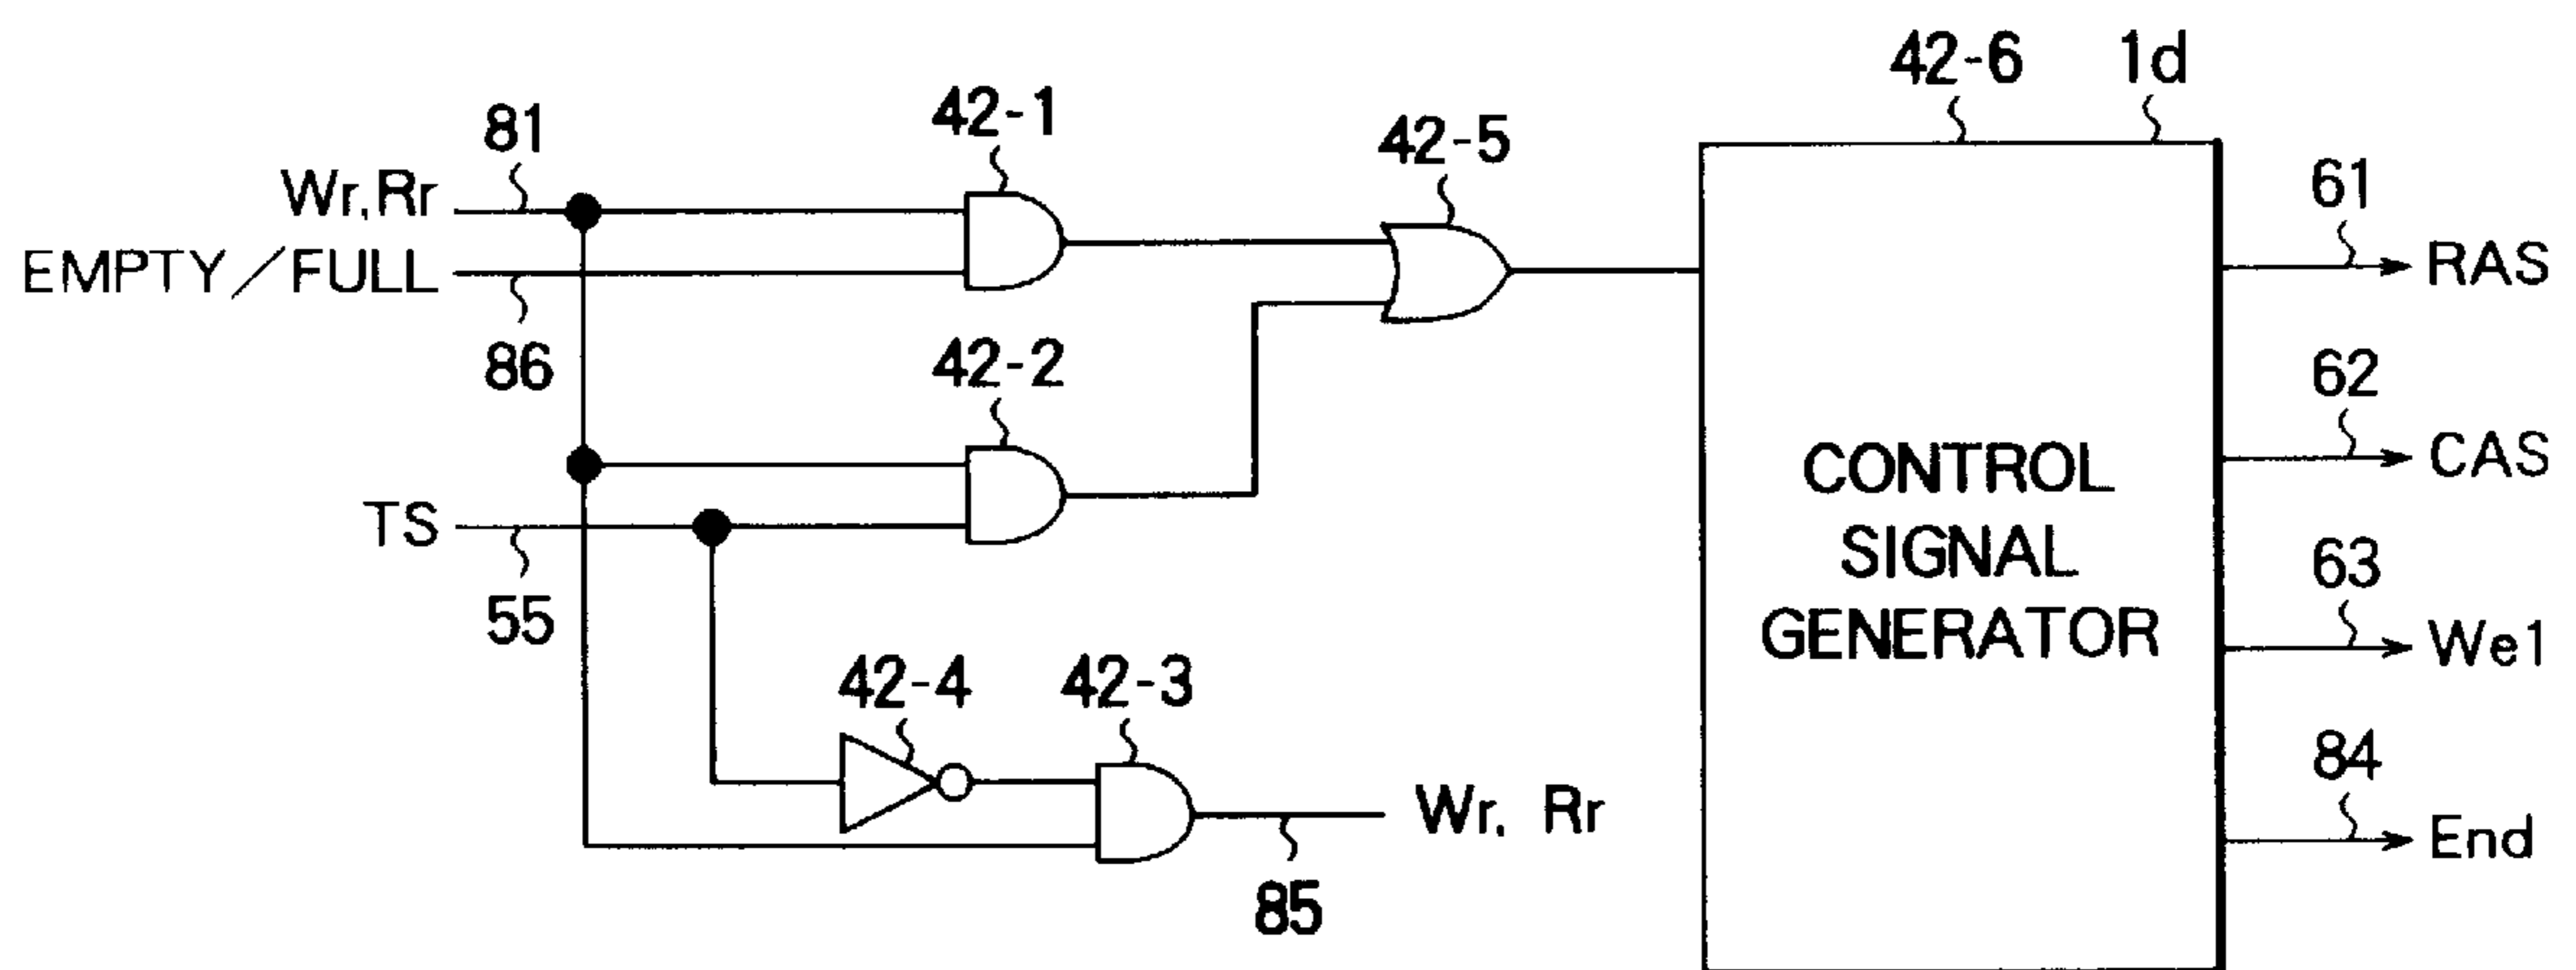 42-6
1d
42-1
81
42-5
Wr,Rr
61
EMPTY/FULL
RAS
86
42-2
62
CAS
CONTROL
SIGNAL
GENERATOR
TS
55
63
We1
42-4
42-3
84
Wr, Rr
End
85